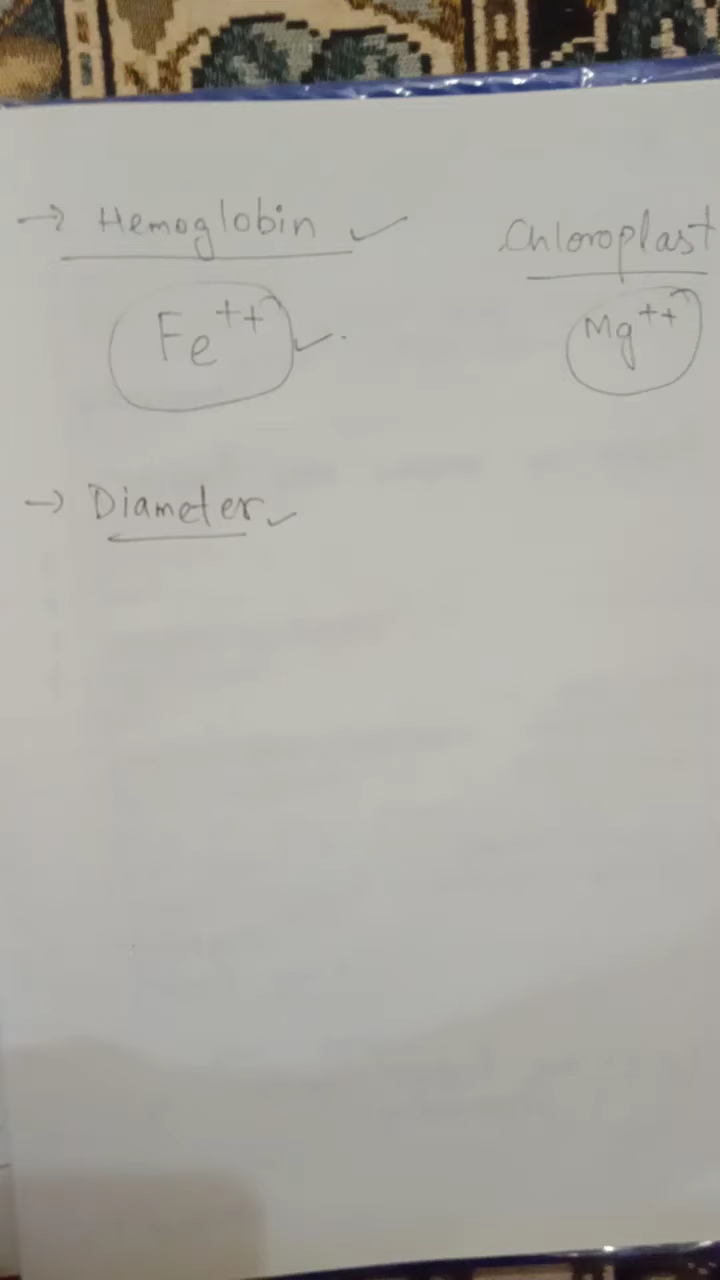 → Hemoglobin ✓ Chloroplast
Fe++ ✓ Mg++
→ Diameter ✓